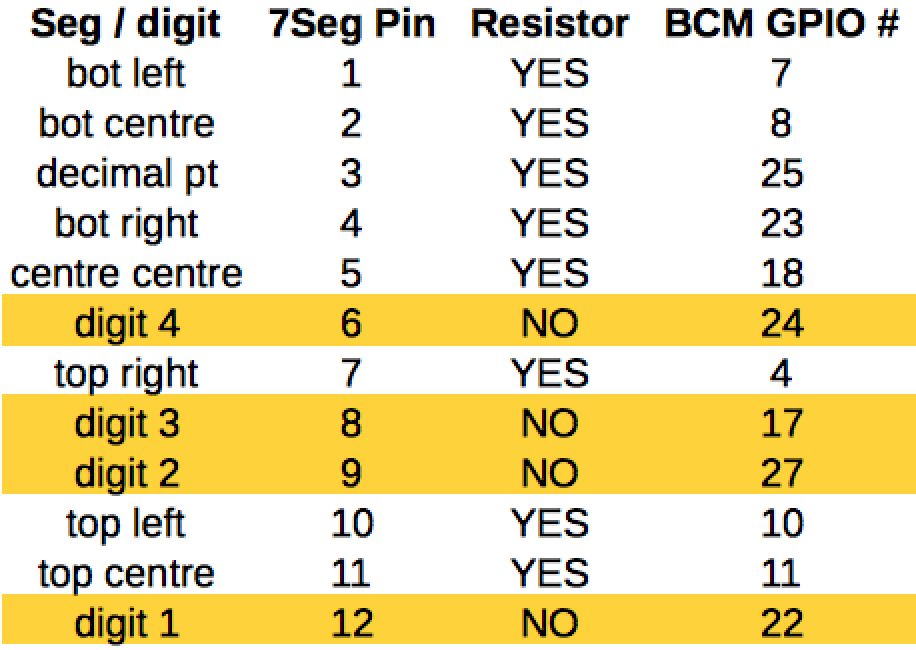 Seg / digit 7Seg Pin Resistor BCM GPIO #
bot left 1 YES 7
bot centre 2 YES 8
decimal pt 3 YES 25
bot right 4 YES 23
centre centre 5 YES 18
digit 4 6 NO 24
top right 7 YES 4
digit 3 8 NO 17
digit 2 9 NO 27
top left 10 YES 10
top centre 11 YES 11
digit 1 12 NO 22